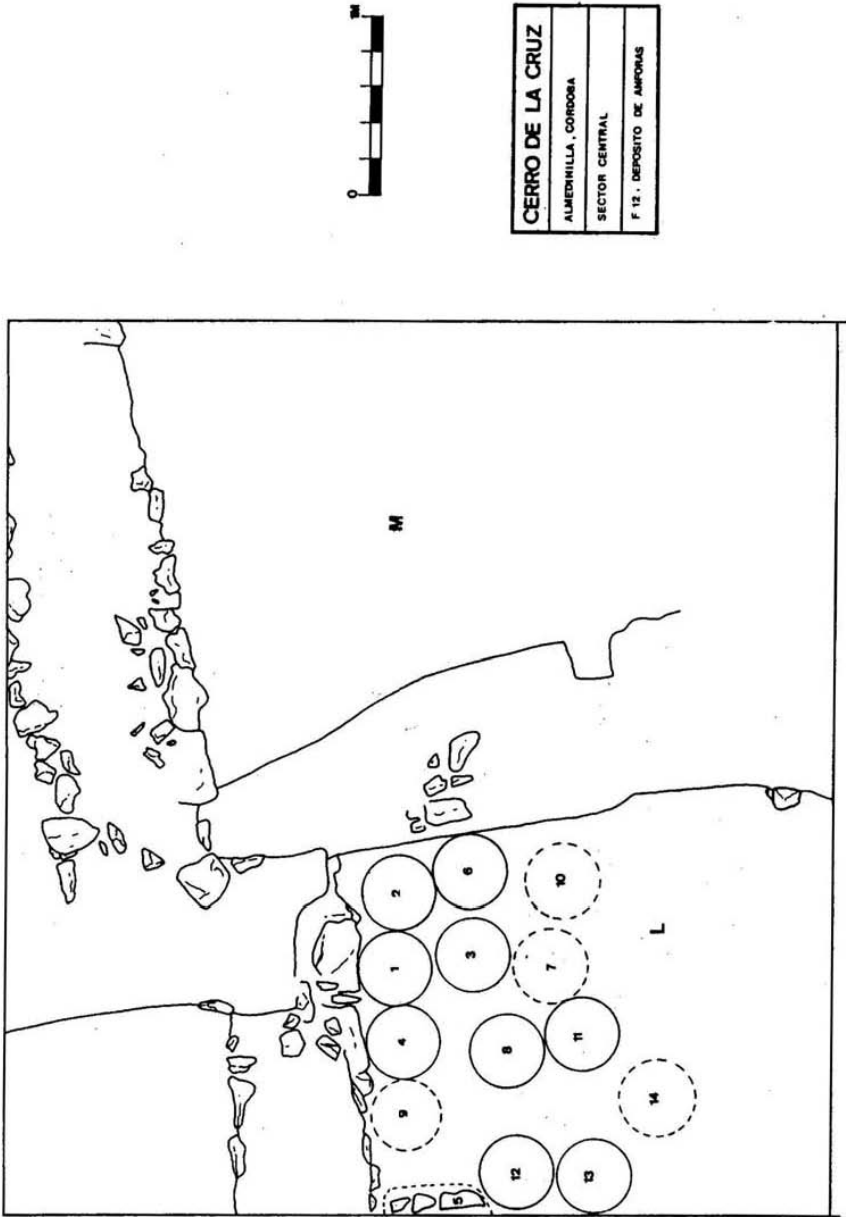 0 1M
CERRO DE LA CRUZ
ALMEDINILLA, CORDOBA
SECTOR CENTRAL
F 12. DEPOSITO DE ANFORAS
M
L
2
6
10
1
3
7
4
8
11
9
14
5
12
13